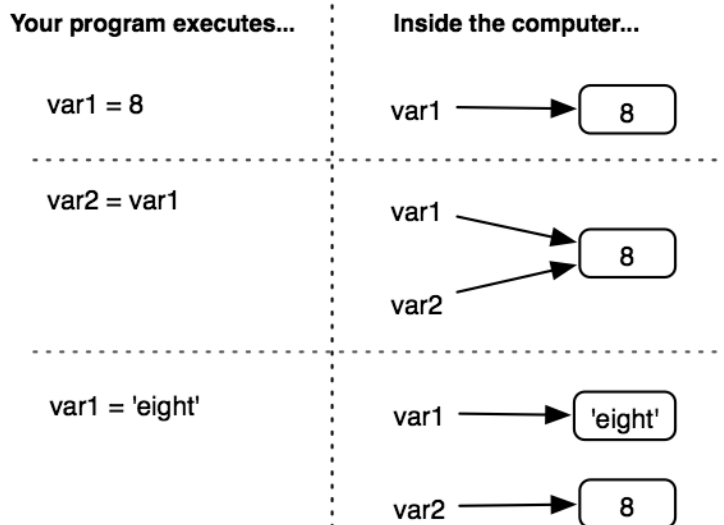 Your program executes... Inside the computer...
var1 = 8
var1
8
var2 = var1
var1
8
var2
var1 = 'eight'
var1
'eight'
var2
8